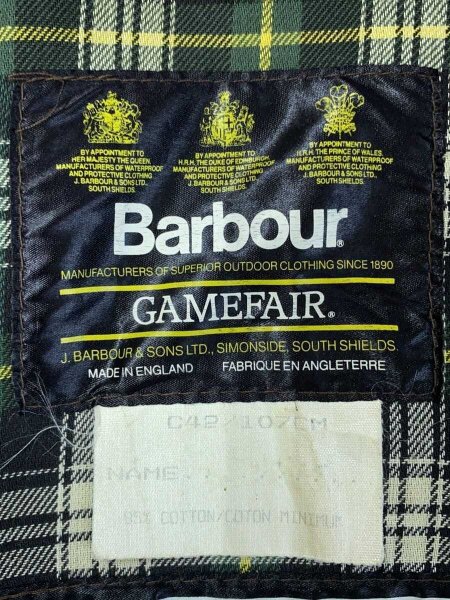 BY APPOINTMENT TO
HER MAJESTY THE QUEEN
MANUFACTURERS OF WATERPROOF
AND PROTECTIVE CLOTHING
J. BARBOUR & SONS LTD.,
SOUTH SHIELDS.
BY APPOINTMENT TO
H.R.H. THE DUKE OF EDINBURGH
MANUFACTURERS OF WATERPROOF
AND PROTECTIVE CLOTHING
J. BARBOUR & SONS LTD.,
SOUTH SHIELDS.
BY APPOINTMENT TO
H.R.H. THE PRINCE OF WALES
MANUFACTURERS OF WATERPROOF
AND PROTECTIVE CLOTHING
J. BARBOUR & SONS LTD.,
SOUTH SHIELDS.
Barbour®
MANUFACTURERS OF SUPERIOR OUTDOOR CLOTHING SINCE 1890
GAMEFAIR®
J. BARBOUR & SONS LTD., SIMONSIDE, SOUTH SHIELDS.
MADE IN ENGLAND FABRIQUE EN ANGLETERRE
C42/107CM
NAME.......
COTTON/COTON MINIMUM